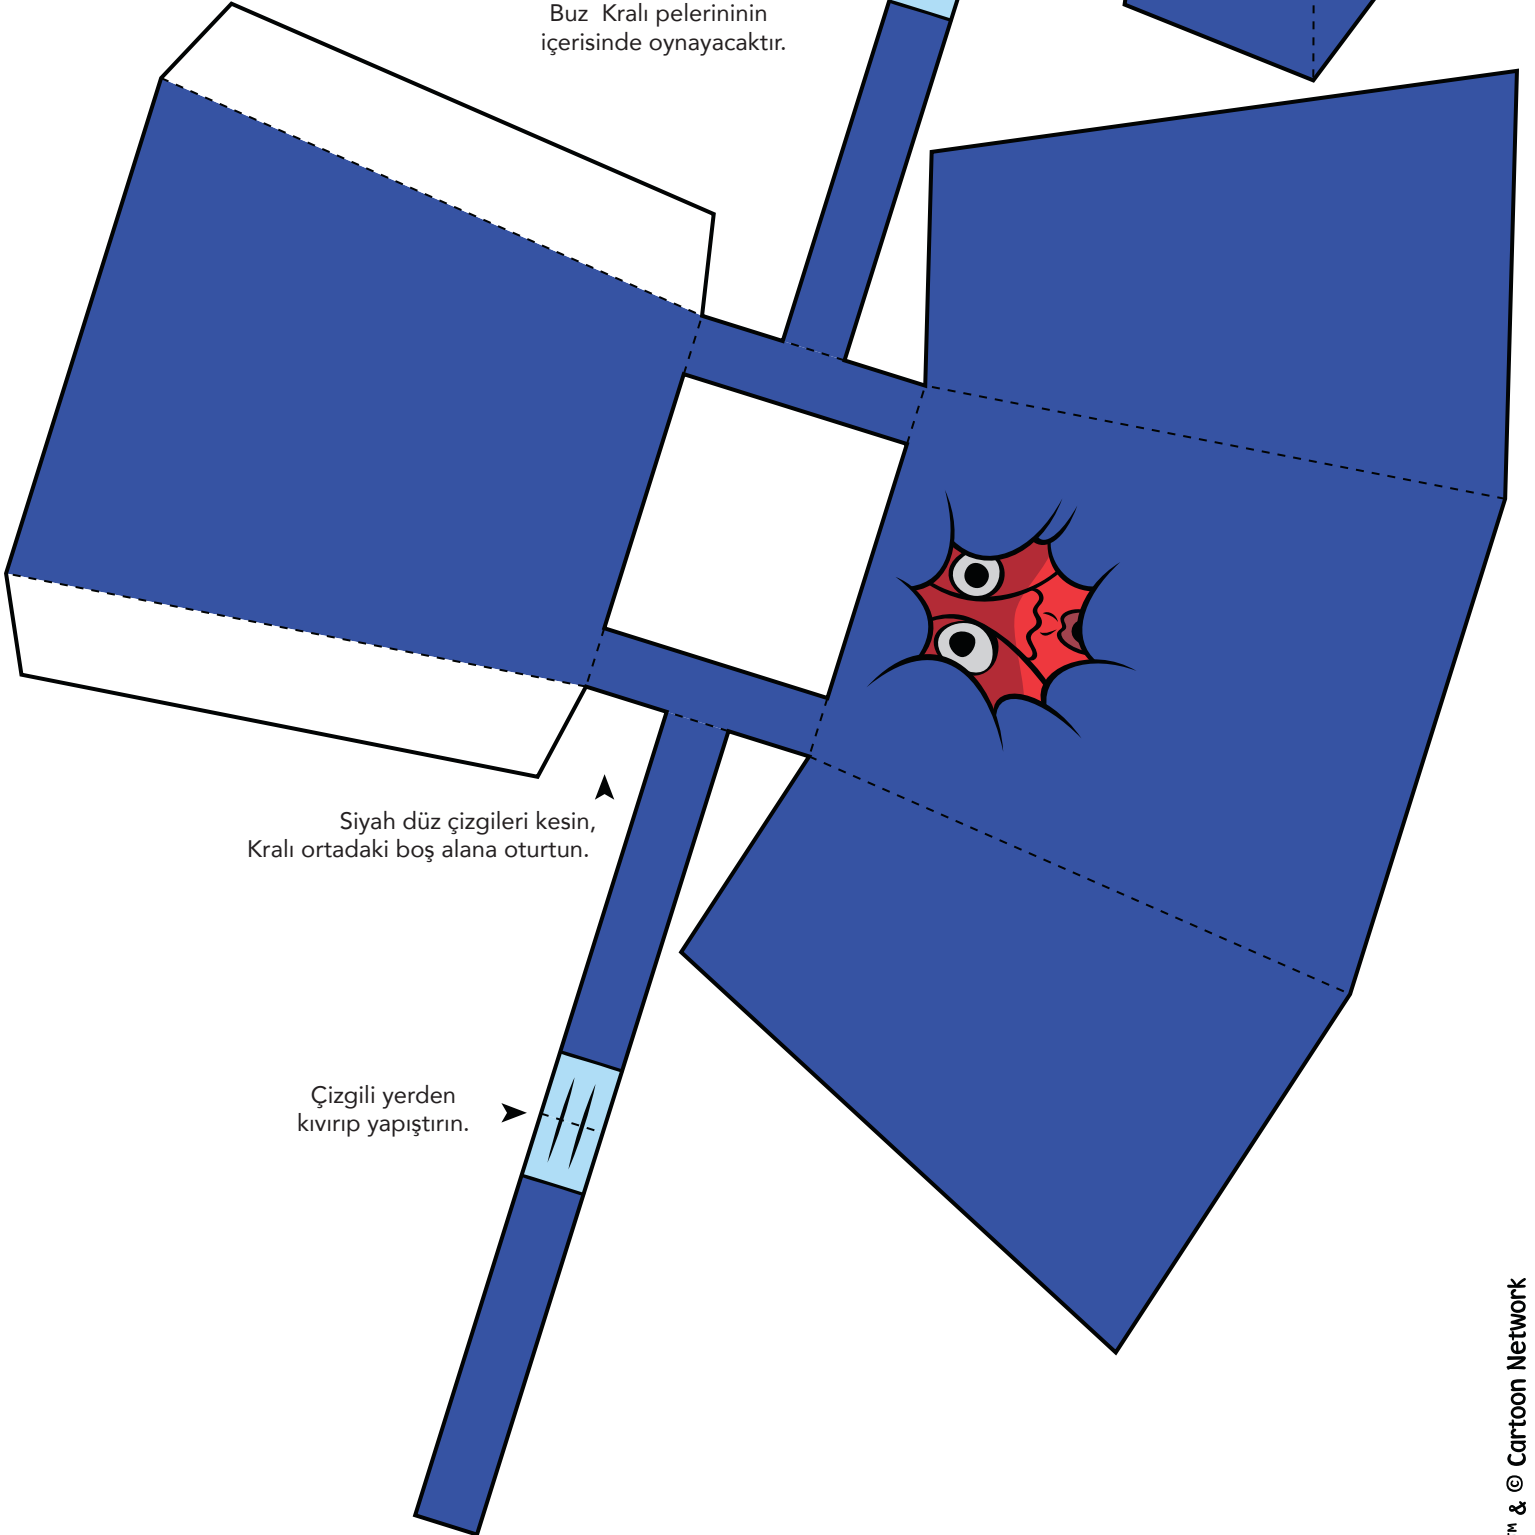 Buz Kralı pelerininin
içerisinde oynayacaktır.
Siyah düz çizgileri kesin,
Kralı ortadaki boş alana oturtun.
Çizgili yerden
kıvırıp yapıştırın.
™ & © Cartoon Network